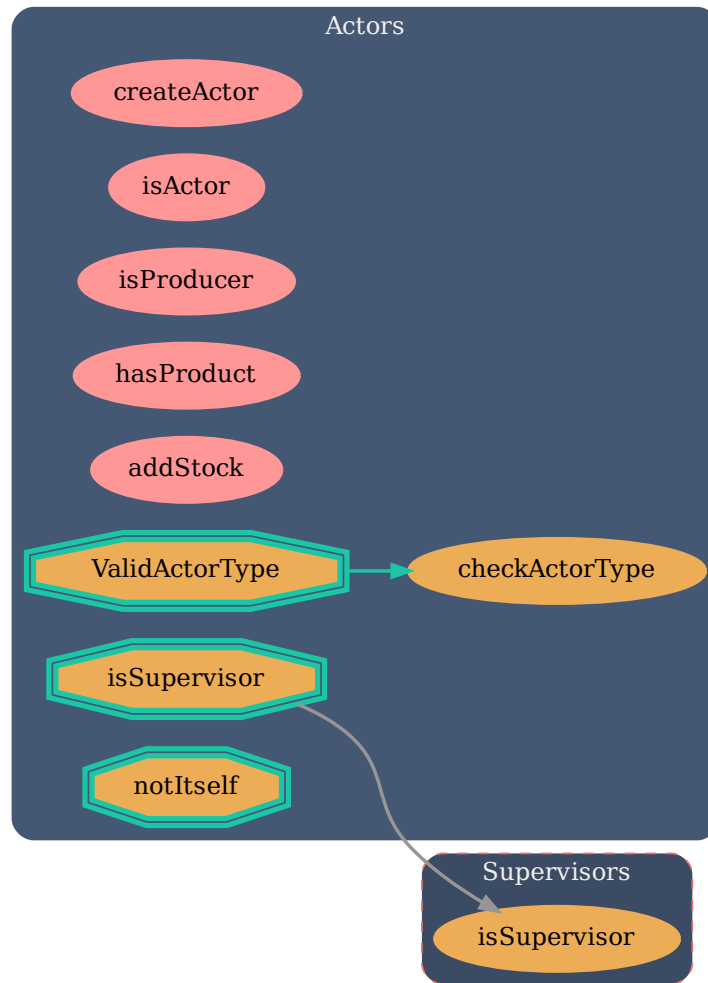 Actors
createActor
isActor
isProducer
hasProduct
addStock
ValidActorType
checkActorType
isSupervisor
notItself
Supervisors
isSupervisor